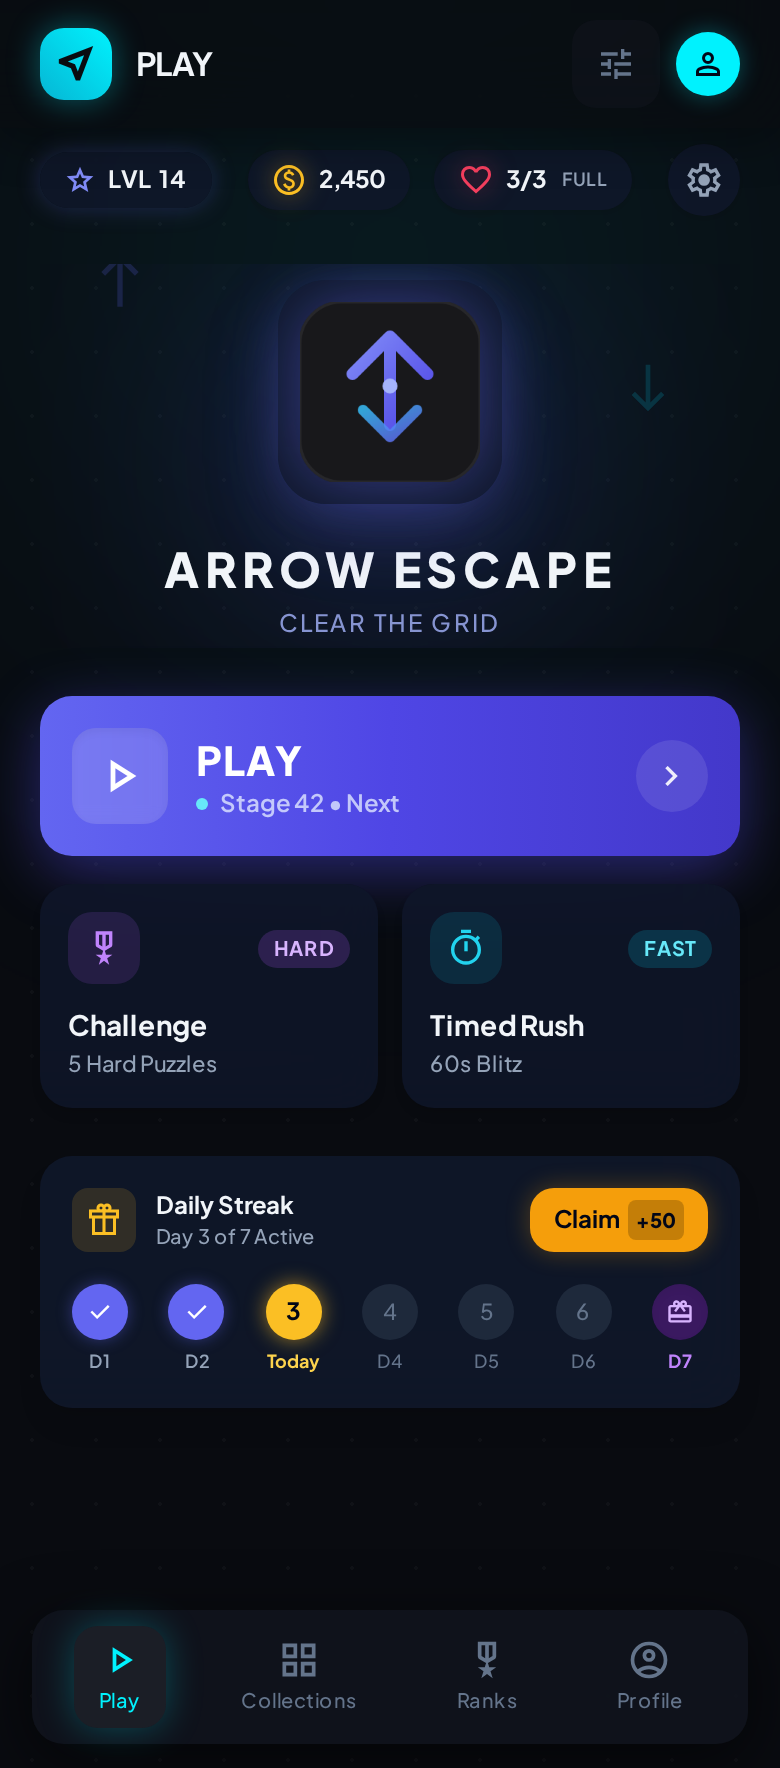 PLAY
LVL 14
2,450
3/3 FULL
ARROW ESCAPE
CLEAR THE GRID
PLAY
Stage 42 • Next
HARD
Challenge
5 Hard Puzzles
FAST
Timed Rush
60s Blitz
Daily Streak
Day 3 of 7 Active
Claim +50
3 4 5 6
D1 D2 Today D4 D5 D6 D7
Play Collections Ranks Profile